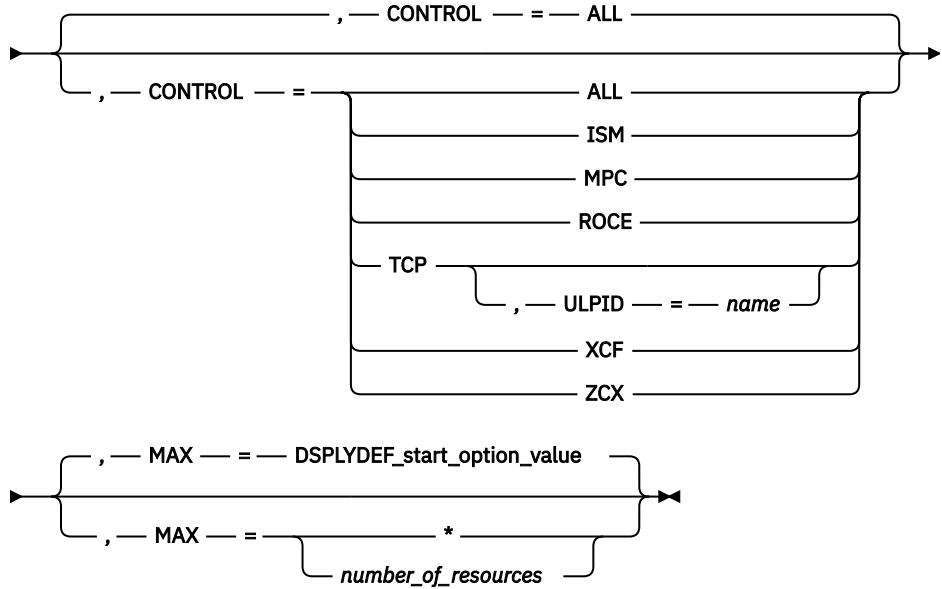 , CONTROL = ALL
, CONTROL = ALL
ISM
MPC
ROCE
TCP
, ULPID = name
XCF
ZCX
, MAX = DSPLYDEF_start_option_value
, MAX = *
number_of_resources